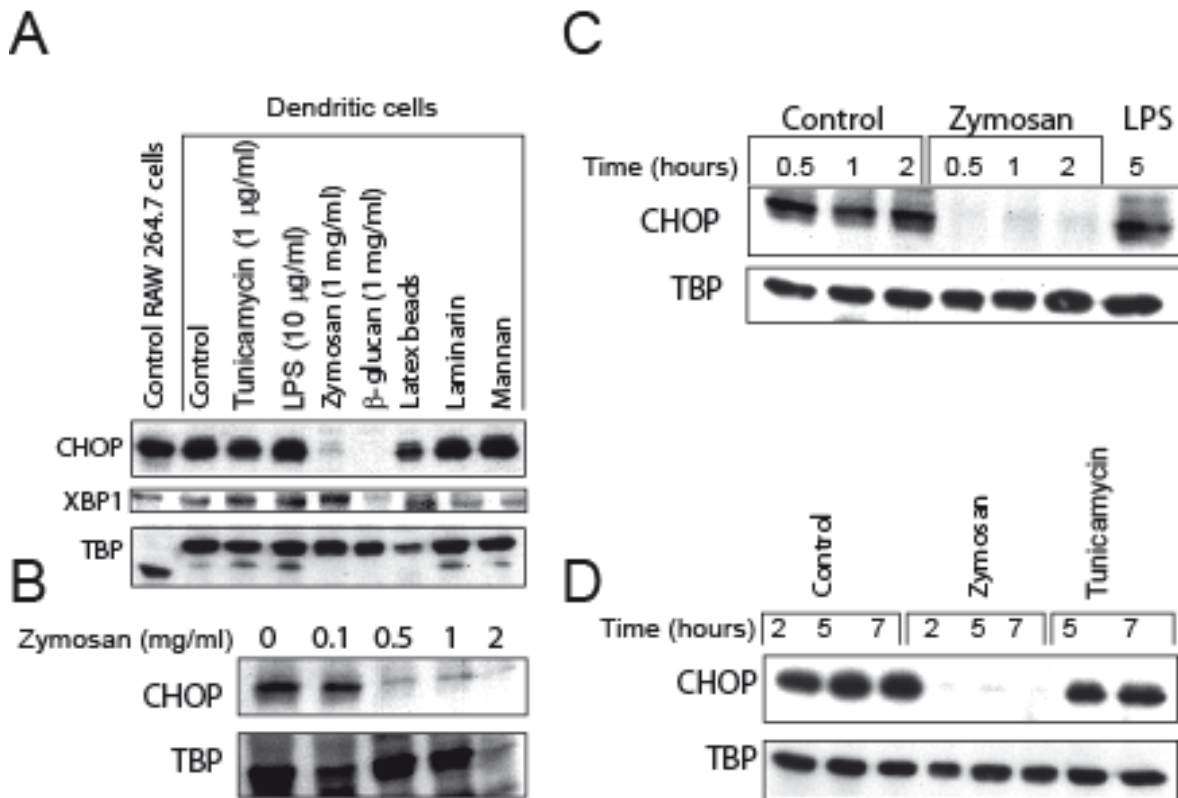 A
Dendritic cells
Control RAW 264.7 cells
Control
Tunicamycin (1 μg/ml)
LPS (10 μg/ml)
Zymosan (1 mg/ml)
β-glucan (1 mg/ml)
Latex beads
Laminarin
Mannan
CHOP
XBP1
TBP
B
Zymosan (mg/ml) 0 0.1 0.5 1 2
CHOP
TBP
C
Control Zymosan LPS
Time (hours) 0.5 1 2 0.5 1 2 5
CHOP
TBP
D
Control
Zymosan
Tunicamycin
Time (hours) 2 5 7 2 5 7 5 7
CHOP
TBP